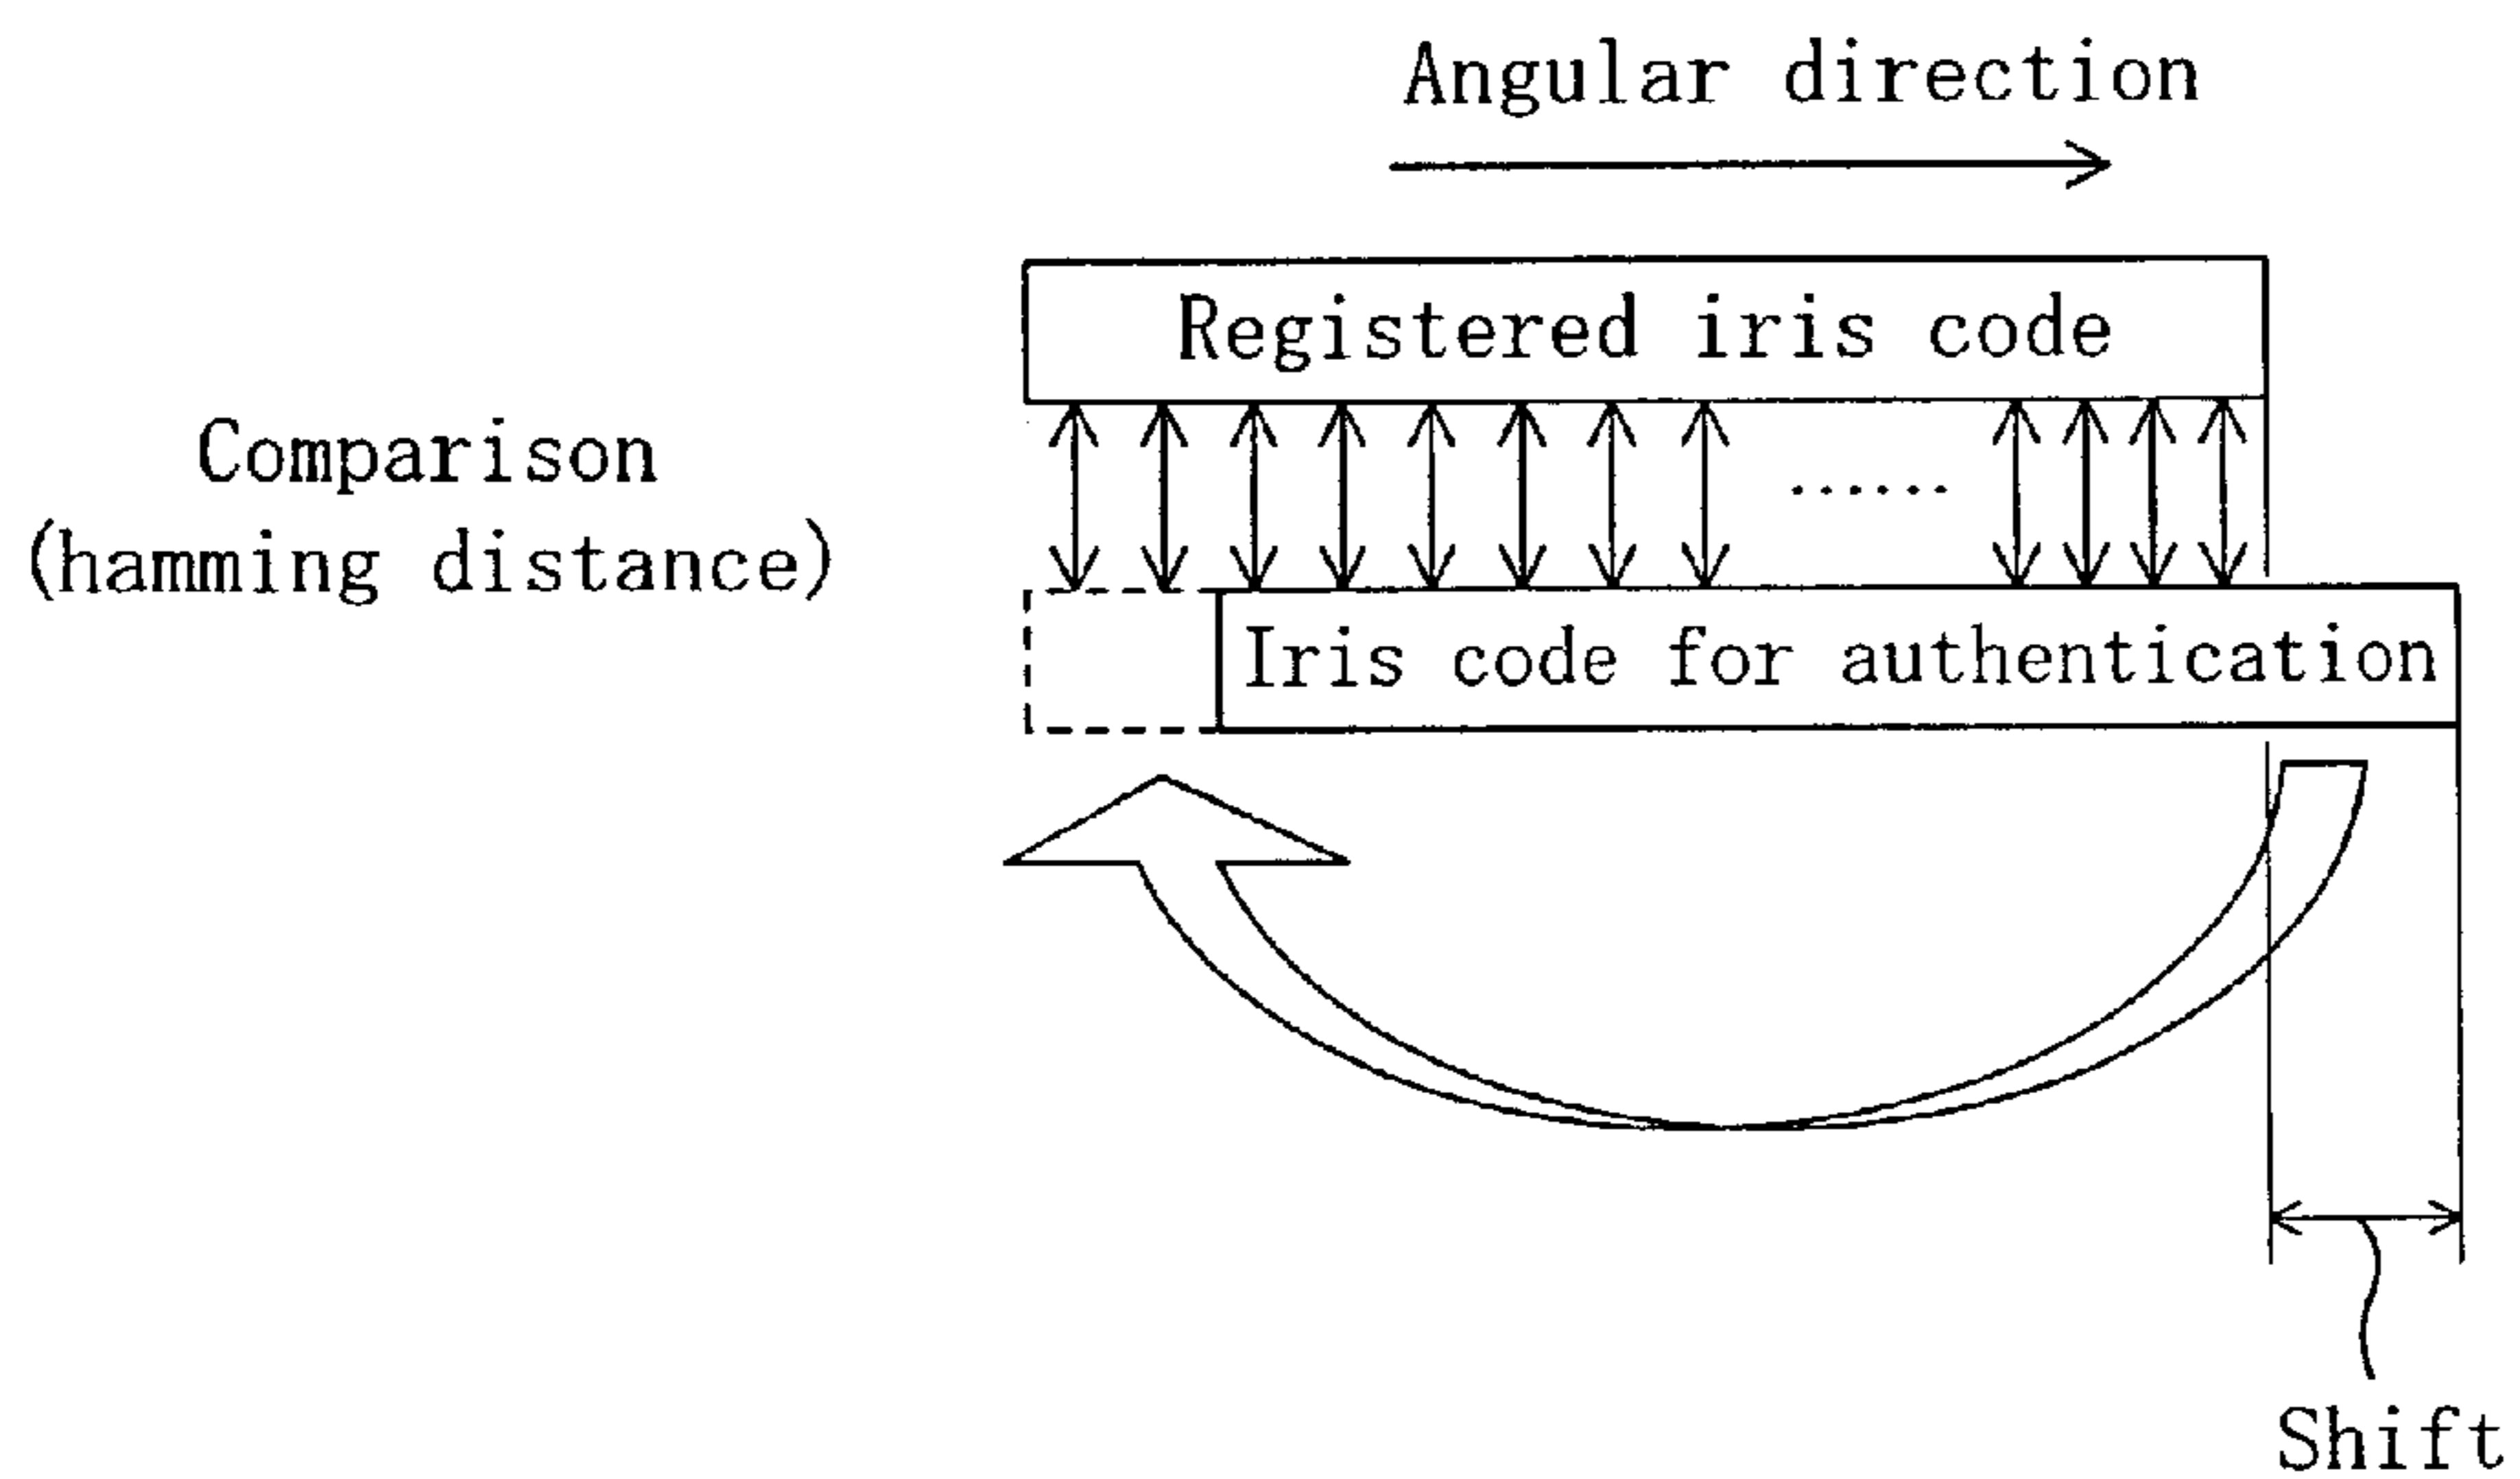 Angular direction
Registered iris code
Comparison
(hamming distance)
......
Iris code for authentication
Shift